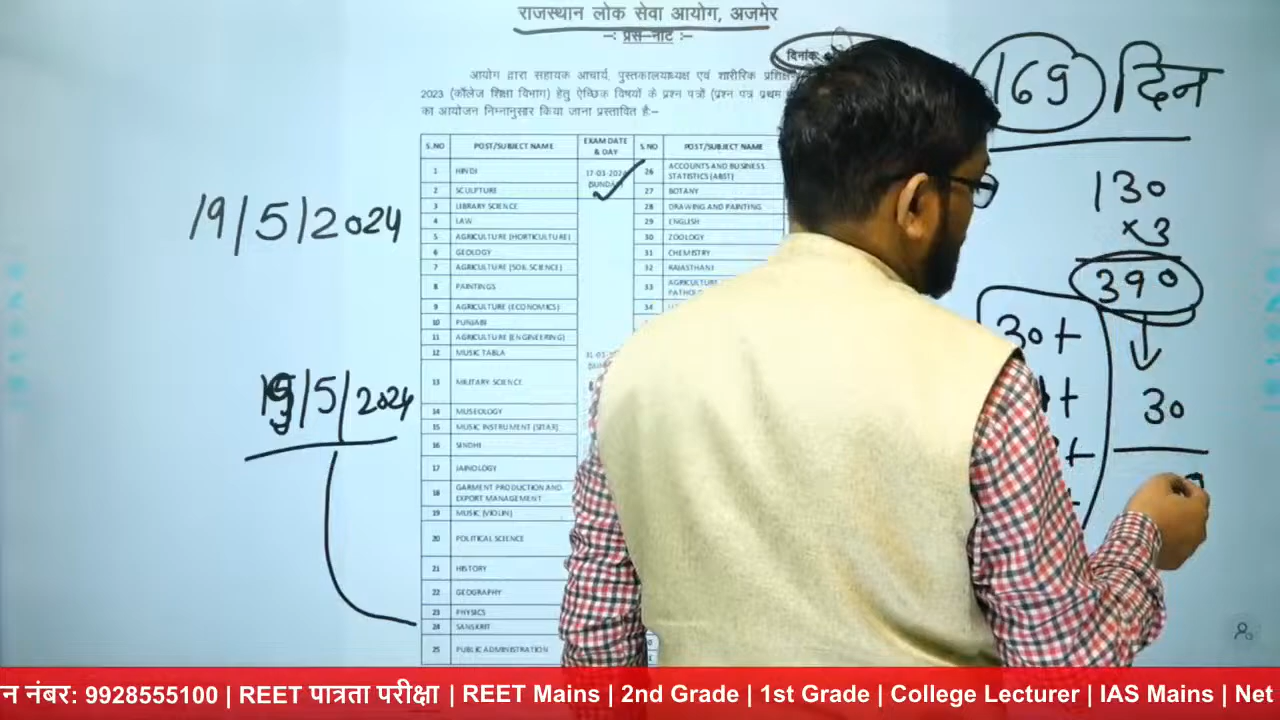 राजस्थान लोक सेवा आयोग, अजमेर
-: प्रेस-नोट :-
दिनांक
169 दिन
आयोग द्वारा सहायक आचार्य, पुस्तकालयाध्यक्ष एवं शारीरिक
2023 (कॉलेज शिक्षा विभाग) हेतु ऐच्छिक विषयों के प्रश्न पत्रों (प्रश्न पत्र प्रथम
का आयोजन निम्नानुसार किया जाना प्रस्तावित है:-
S.NO POST/SUBJECT NAME EXAM DATE & DAY S.NO POST/SUBJECT NAME
1 HINDI 17-03-2024 (SUNDAY) 26 ACCOUNTS AND BUSINESS STATISTICS (ABST)
2 SCULPTURE 27 BOTANY
3 LIBRARY SCIENCE 28 DRAWING AND PAINTING
4 LAW 29 ENGLISH
5 AGRICULTURE (HORTICULTURE) 30 ZOOLOGY
6 GEOLOGY 31 CHEMISTRY
7 AGRICULTURE (SOIL SCIENCE) 32 RAJASTHANI
8 PAINTINGS 33 AGRICULTURE
9 AGRICULTURE (ECONOMICS) 34
10 PUNJABI
11 AGRICULTURE (ENGINEERING)
12 MUSIC TABLA
13 MILITARY SCIENCE
14 MUSEOLOGY
15 MUSIC INSTRUMENT (SITAR)
16 SINDHI
17 JAINOLOGY
18 GARMENT PRODUCTION AND EXPORT MANAGEMENT
19 MUSIC (VIOLIN)
20 POLITICAL SCIENCE
21 HISTORY
22 GEOGRAPHY
23 PHYSICS
24 SANSKRIT
25 PUBLIC ADMINISTRATION
19/5/2024
19/5/2024
130
×3
390
30+
30
न नंबर: 9928555100 | REET पात्रता परीक्षा | REET Mains | 2nd Grade | 1st Grade | College Lecturer | IAS Mains | Net